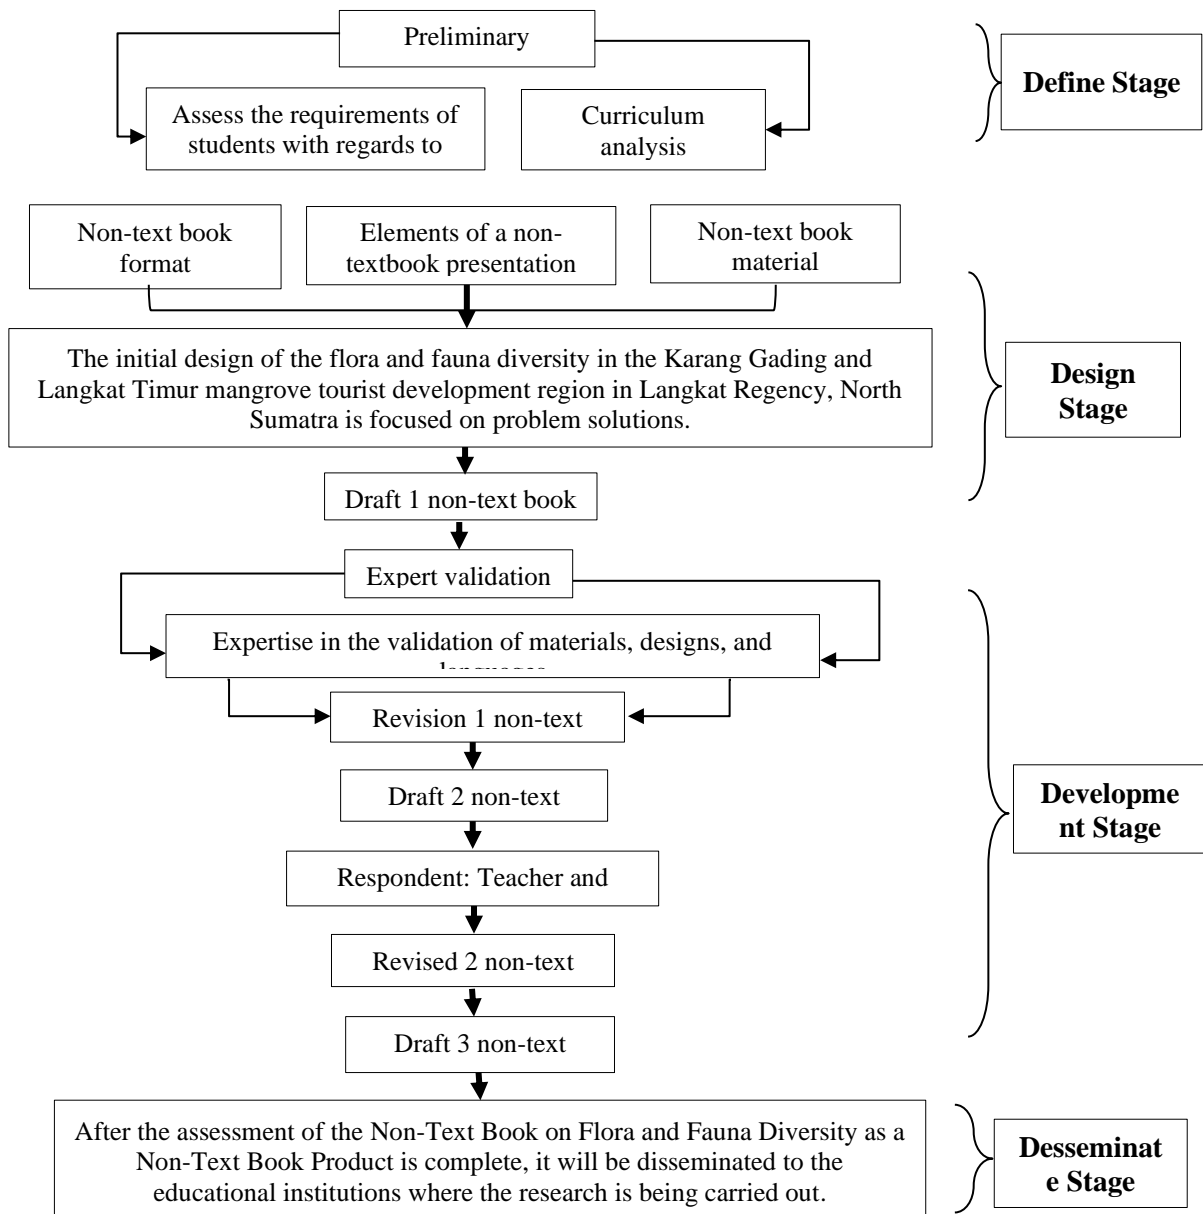 Preliminary
Define Stage
Assess the requirements of
students with regards to
Curriculum
analysis
Non-text book
format
Elements of a non-
textbook presentation
Non-text book
material
The initial design of the flora and fauna diversity in the Karang Gading and
Langkat Timur mangrove tourist development region in Langkat Regency, North
Sumatra is focused on problem solutions.
Design
Stage
Draft 1 non-text book
Expert validation
Expertise in the validation of materials, designs, and
Revision 1 non-text
Draft 2 non-text
Developme
nt Stage
Respondent: Teacher and
Revised 2 non-text
Draft 3 non-text
After the assessment of the Non-Text Book on Flora and Fauna Diversity as a
Non-Text Book Product is complete, it will be disseminated to the
educational institutions where the research is being carried out.
Desseminat
e Stage